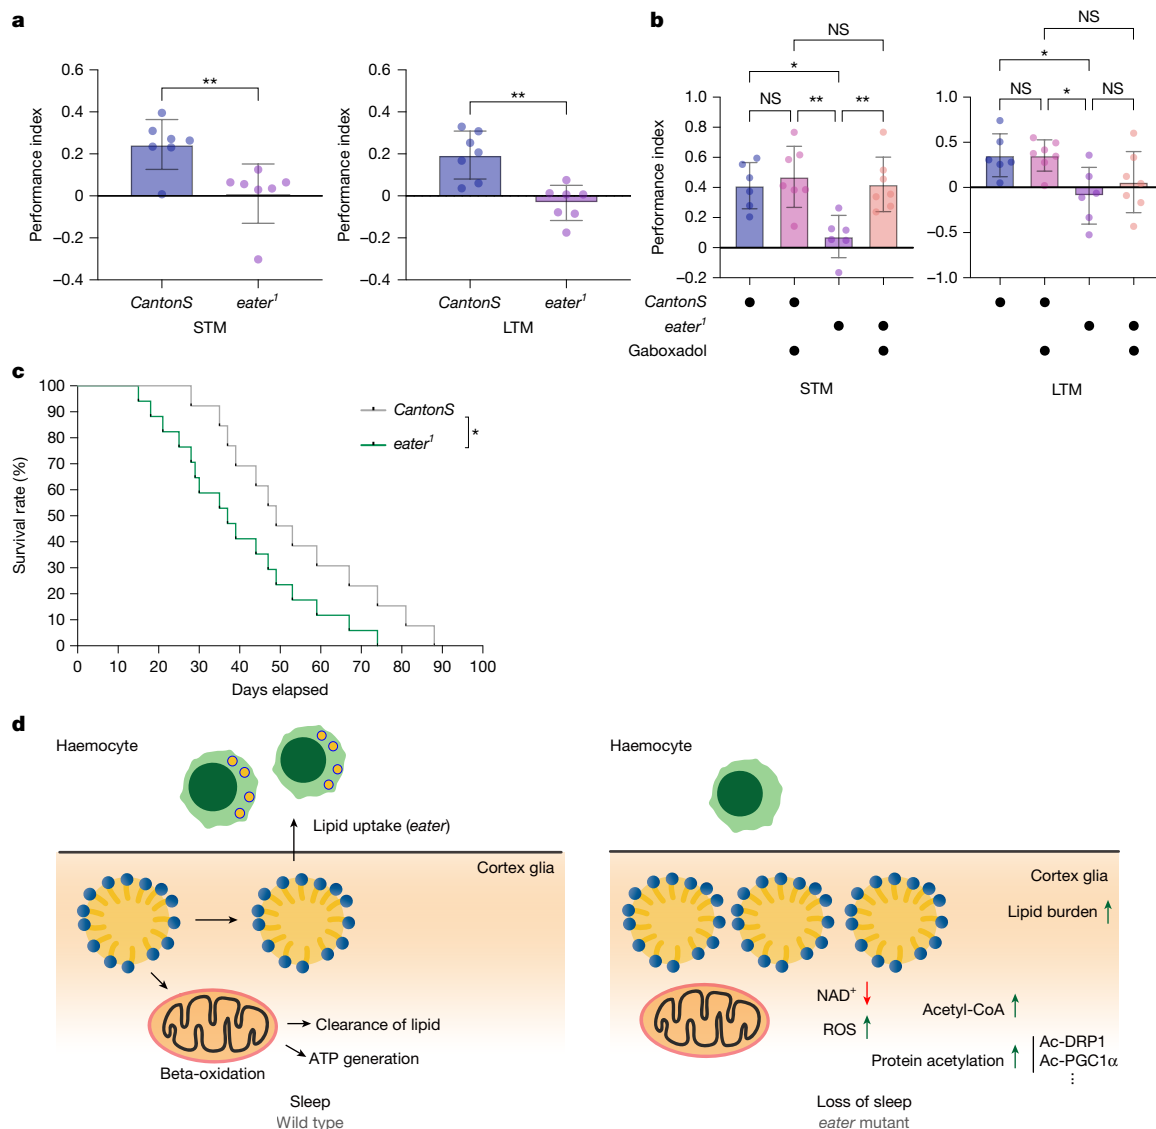 a
Performance index
0.6
0.4
0.2
0
−0.2
−0.4
**
CantonS
eater¹
STM
Performance index
0.6
0.4
0.2
0
−0.2
−0.4
**
CantonS
eater¹
LTM
b
Performance index
1.0
0.8
0.6
0.4
0.2
0
−0.2
NS
*
NS
**
**
1.0
0.5
0
−0.5
−1.0
Performance index
NS
*
NS
*
NS
CantonS
eater¹
Gaboxadol
STM
LTM
c
Survival rate (%)
100
90
80
70
60
50
40
30
20
10
0
0 10 20 30 40 50 60 70 80 90 100
Days elapsed
CantonS
eater¹
*
d
Haemocyte
Lipid uptake (eater)
Cortex glia
Clearance of lipid
ATP generation
Beta-oxidation
Sleep
Wild type
Haemocyte
Cortex glia
Lipid burden
NAD⁺
ROS
Acetyl-CoA
Protein acetylation
Ac-DRP1
Ac-PGC1α
⋮
Loss of sleep
eater mutant